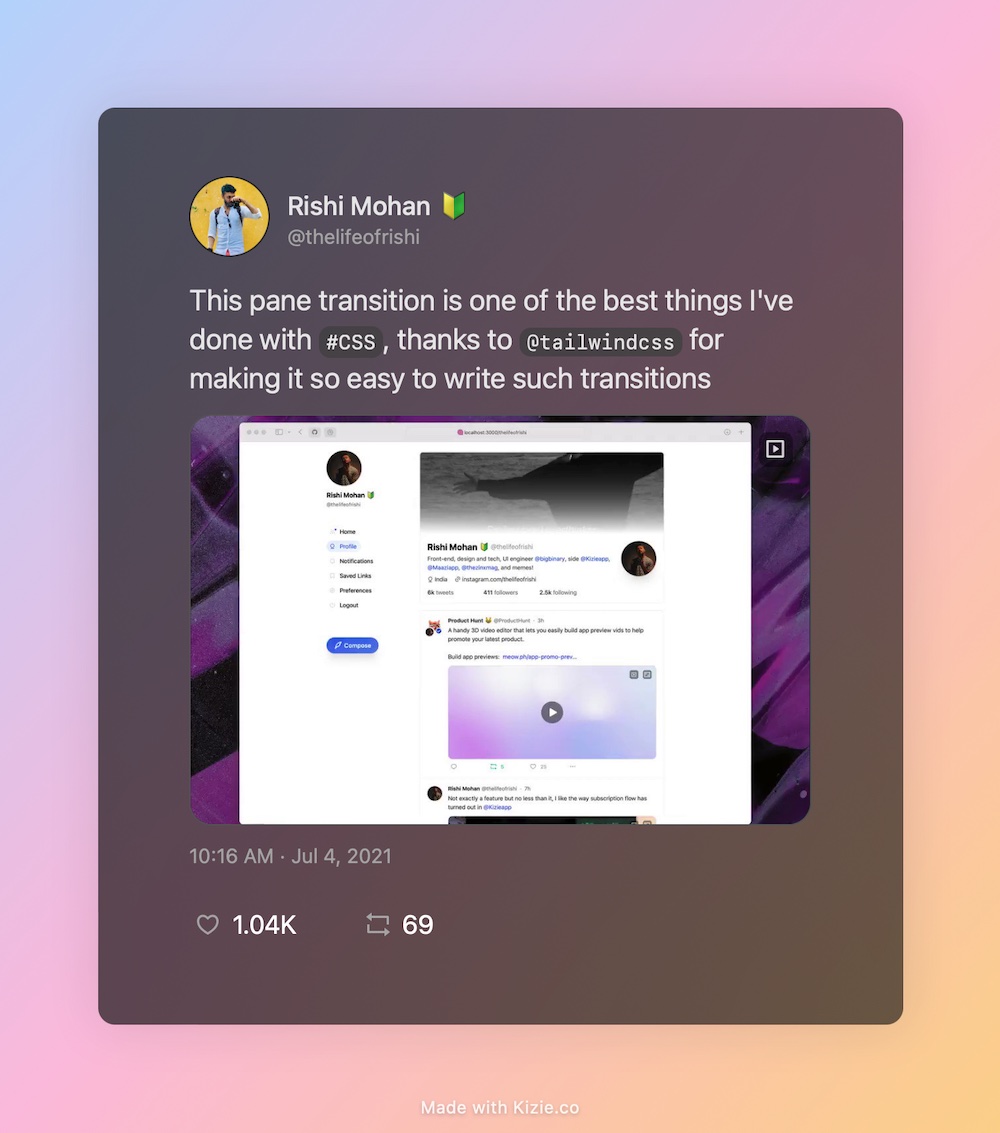 Rishi Mohan 🔰
@thelifeofrishi
This pane transition is one of the best things I've
done with #CSS, thanks to @tailwindcss for
making it so easy to write such transitions
localhost:3000/thelifeofrishi
Rishi Mohan 🔰
@thelifeofrishi
Home
Profile
Notifications
Saved Links
Preferences
Logout
Compose
Rishi Mohan 🔰 @thelifeofrishi
Front-end, design and tech, UI engineer @bigbinary, side @Kizieapp,
@Maaziapp, @thezinxmag, and memes!
India instagram.com/thelifeofrishi
6k tweets 411 followers 2.5k following
Product Hunt 😸 @ProductHunt · 3h
A handy 3D video editor that lets you easily build app preview vids to help
promote your latest product.
Build app previews: meow.ph/app-promo-prev...
5 25
Rishi Mohan @thelifeofrishi · 7h
Not exactly a feature but no less than it, I like the way subscription flow has
turned out in @Kizieapp
10:16 AM · Jul 4, 2021
1.04K 69
Made with Kizie.co